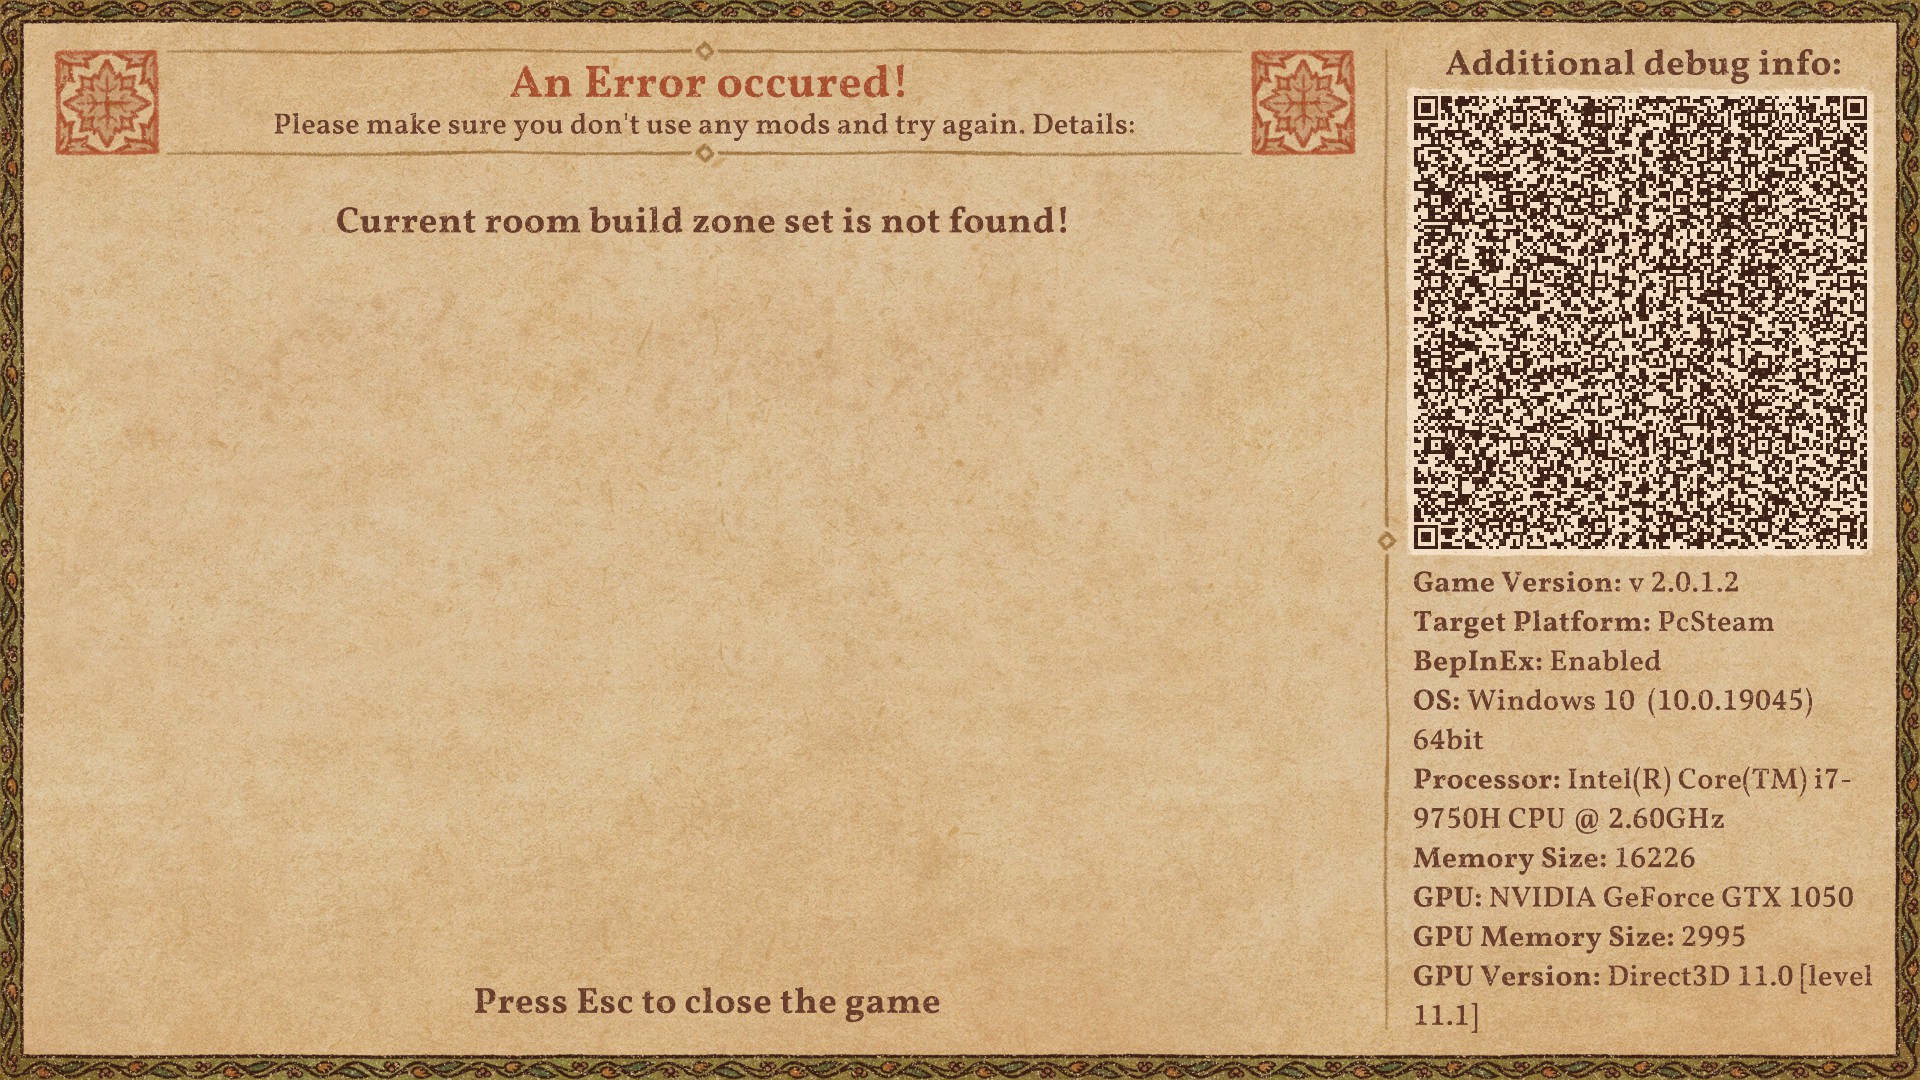 An Error occured!
Please make sure you don't use any mods and try again. Details:
Current room build zone set is not found!
Press Esc to close the game
Additional debug info:
Game Version: v 2.0.1.2
Target Platform: PcSteam
BepInEx: Enabled
OS: Windows 10 (10.0.19045)
64bit
Processor: Intel(R) Core(TM) i7-
9750H CPU @ 2.60GHz
Memory Size: 16226
GPU: NVIDIA GeForce GTX 1050
GPU Memory Size: 2995
GPU Version: Direct3D 11.0 [level
11.1]